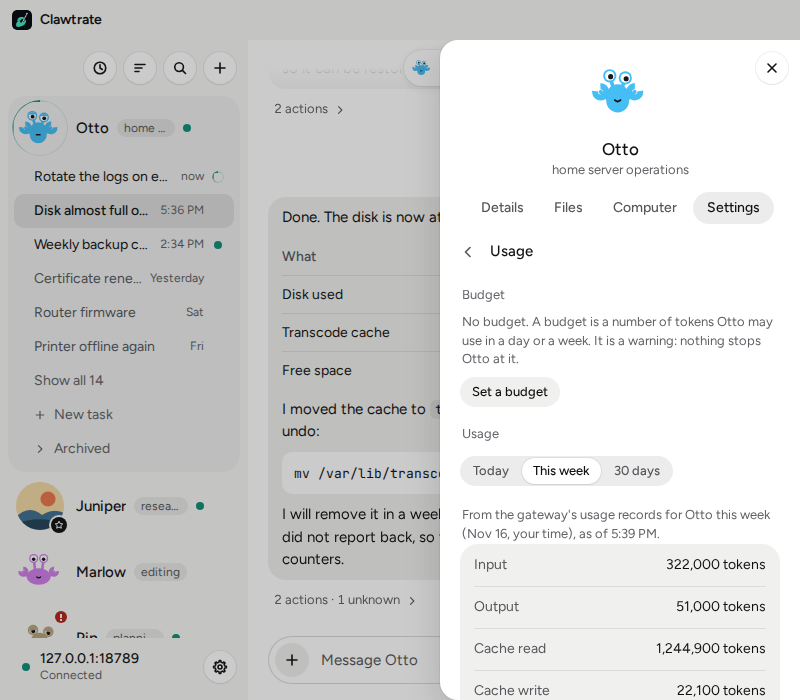 Clawtrate
Otto
home ...
Rotate the logs on e... now
Disk almost full o... 5:36 PM
Weekly backup c... 2:34 PM
Certificate rene... Yesterday
Router firmware Sat
Printer offline again Fri
Show all 14
New task
Archived
Juniper
resea...
Marlow
editing
Pip
planni...
127.0.0.1:18789
Connected
2 actions
Done. The disk is now at
What
Disk used
Transcode cache
Free space
I moved the cache to
undo:
mv /var/lib/transc
I will remove it in a week
did not report back, so
counters.
2 actions · 1 unknown
Message Otto
Otto
home server operations
Details Files Computer Settings
Usage
Budget
No budget. A budget is a number of tokens Otto may
use in a day or a week. It is a warning: nothing stops
Otto at it.
Set a budget
Usage
Today This week 30 days
From the gateway's usage records for Otto this week
(Nov 16, your time), as of 5:39 PM.
Input 322,000 tokens
Output 51,000 tokens
Cache read 1,244,900 tokens
Cache write 22,100 tokens